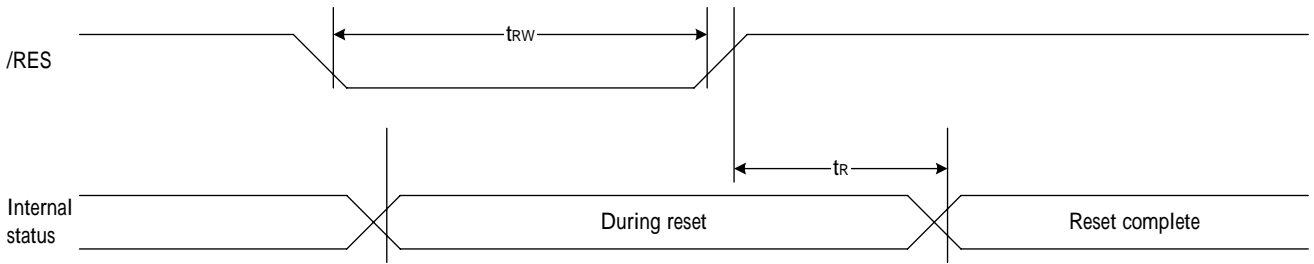 tRW
/RES
tR
Internal
status
During reset
Reset complete